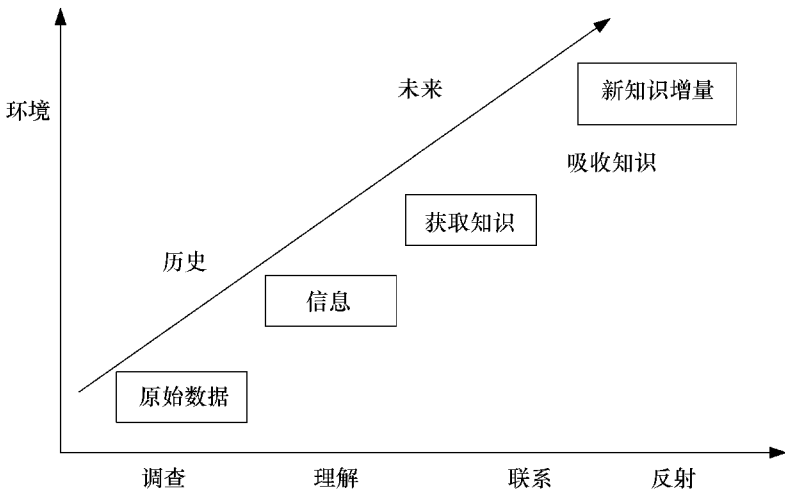 未来
新知识增量
环境
吸收知识
获取知识
历史
信息
原始数据
调查
理解
联系
反射